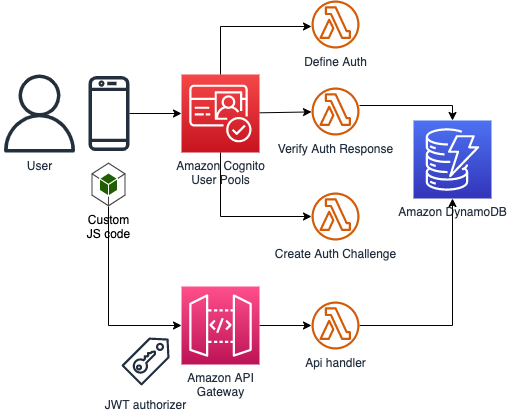 Define Auth
User
Amazon Cognito
User Pools
Verify Auth Response
Amazon DynamoDB
Custom
JS code
Create Auth Challenge
</>
Amazon API
Gateway
Api handler
JWT authorizer